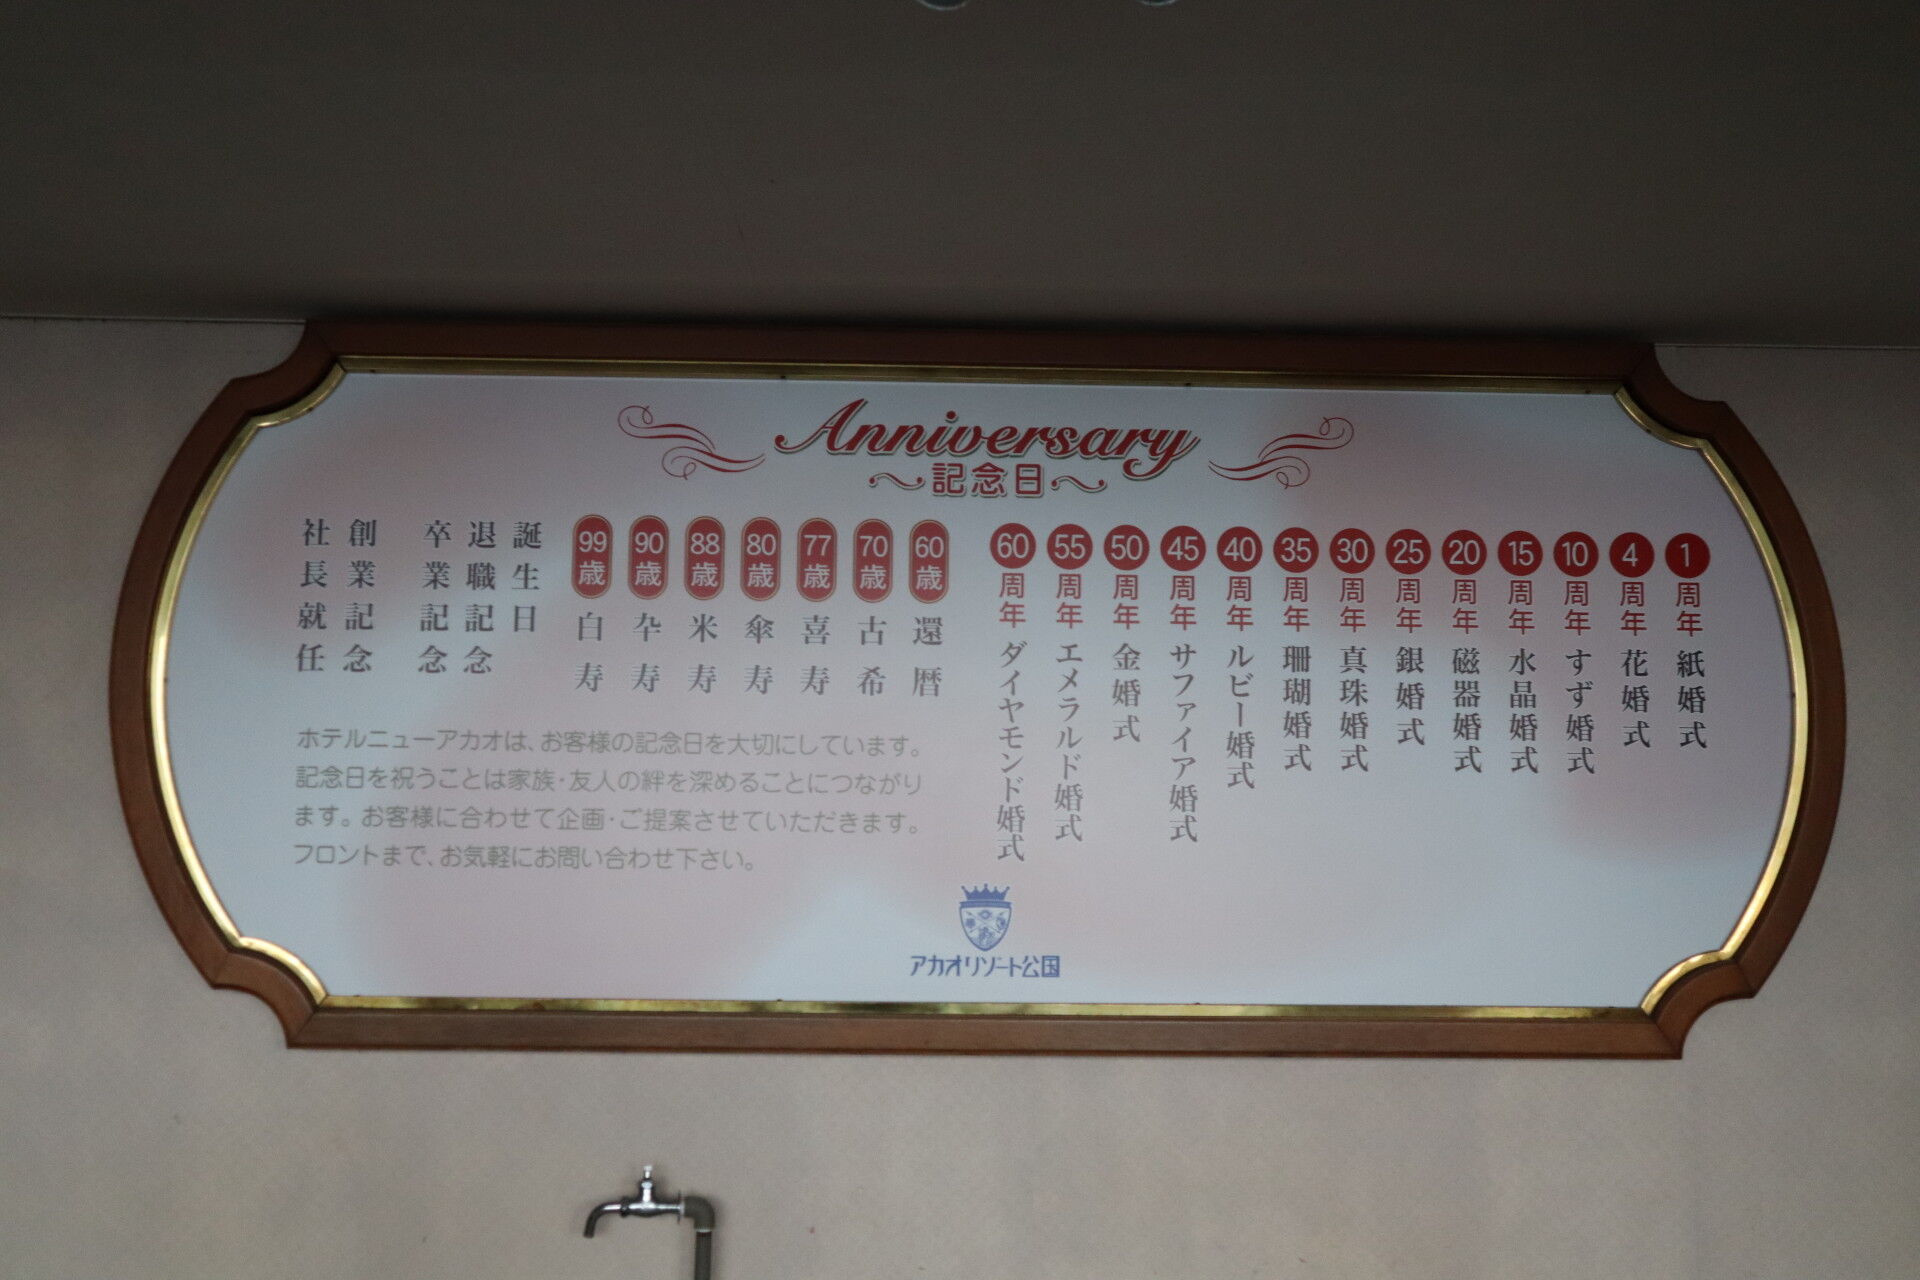 Anniversary
～記念日～
1周年 紙婚式
4周年 花婚式
10周年 すず婚式
15周年 水晶婚式
20周年 磁器婚式
25周年 銀婚式
30周年 真珠婚式
35周年 珊瑚婚式
40周年 ルビー婚式
45周年 サファイア婚式
50周年 金婚式
55周年 エメラルド婚式
60周年 ダイヤモンド婚式
60歳 還暦
70歳 古希
77歳 喜寿
80歳 傘寿
88歳 米寿
90歳 卆寿
99歳 白寿
誕生日
退職記念
卒業記念
創業記念
社長就任
ホテルニューアカオは、お客様の記念日を大切にしています。
記念日を祝うことは家族・友人の絆を深めることにつながり
ます。お客様に合わせて企画・ご提案させていただきます。
フロントまで、お気軽にお問い合わせ下さい。
アカオリゾート公国